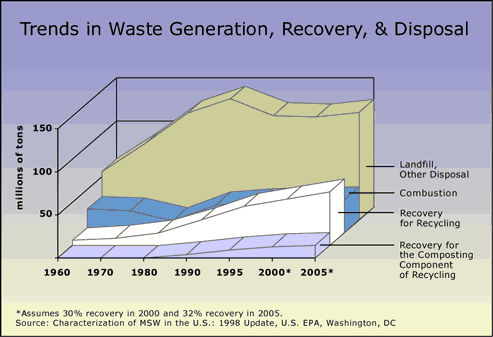 Trends in Waste Generation, Recovery, & Disposal
millions of tons
150
100
50
1960 1970 1980 1990 1995 2000* 2005*
Landfill,
Other Disposal
Combustion
Recovery
for Recycling
Recovery for
the Composting
Component
of Recycling
*Assumes 30% recovery in 2000 and 32% recovery in 2005.
Source: Characterization of MSW in the U.S.: 1998 Update, U.S. EPA, Washington, DC